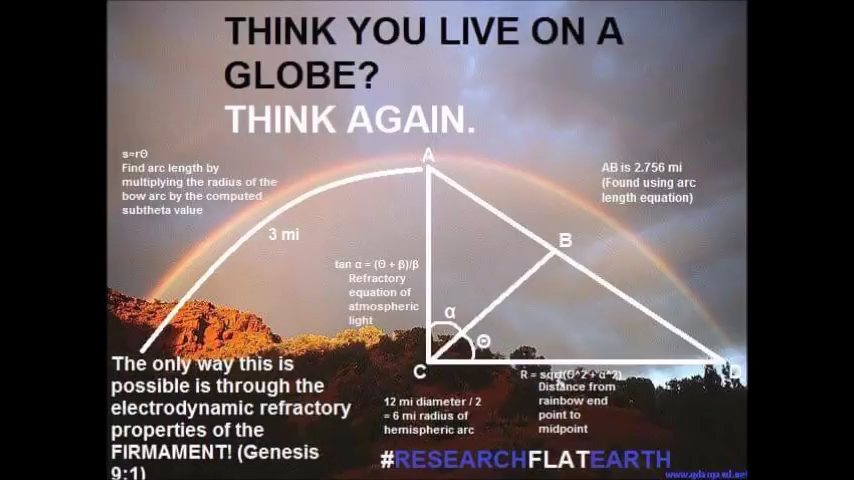 THINK YOU LIVE ON A
GLOBE?
THINK AGAIN.
s=rΘ
Find arc length by
multiplying the radius of the
bow arc by the computed
subtheta value
A
AB is 2.756 mi
(Found using arc
length equation)
3 mi
B
tan α = (Θ + β)/β
Refractory
equation of
atmospheric
light
α
Θ
C
D
The only way this is
possible is through the
electrodynamic refractory
properties of the
FIRMAMENT! (Genesis
9:1)
12 mi diameter / 2
= 6 mi radius of
hemispheric arc
R = sqrt(Θ^2 + α^2)
Distance from
rainbow end
point to
midpoint
#RESEARCHFLATEARTH